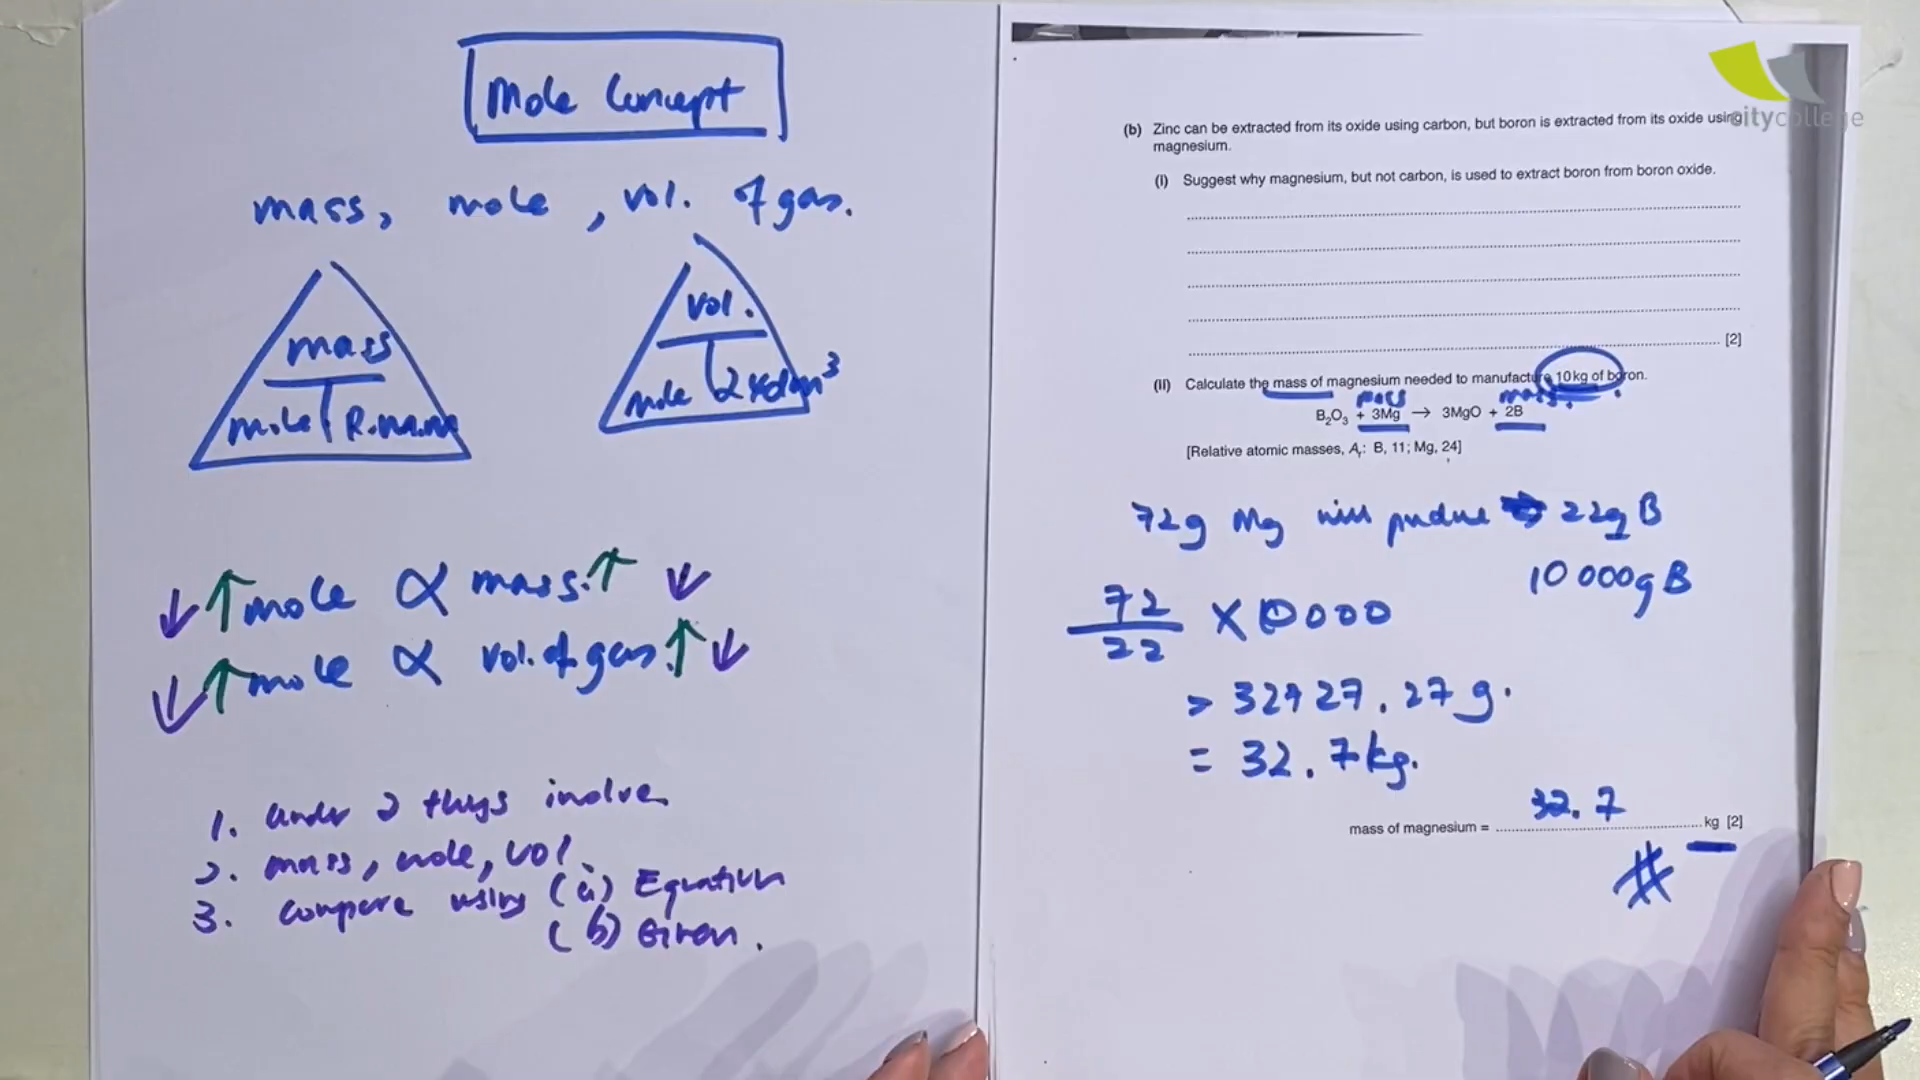 Mole Concept
mass, mole, vol. of gas.
mass
mole R.mass
vol.
mole 24dm³
↓↑mole ∝ mass.↑ ↓
↓↑mole ∝ vol. of gas.↑↓
1. under 2 things involve
2. mass, mole, vol.
3. compare using (a) Equation
(b) Given.
citycollege
(b) Zinc can be extracted from its oxide using carbon, but boron is extracted from its oxide using
magnesium.
(i) Suggest why magnesium, but not carbon, is used to extract boron from boron oxide.
[2]
(ii) Calculate the mass of magnesium needed to manufacture 10 kg of boron.
mass mass.
B₂O₃ + 3Mg → 3MgO + 2B
[Relative atomic masses, Aᵣ: B, 11; Mg, 24]
72g Mg will produce 22g B
10 000g B
72/22 × 10000
= 32727.27 g.
= 32.7 kg.
mass of magnesium = 32.7 kg [2]
#